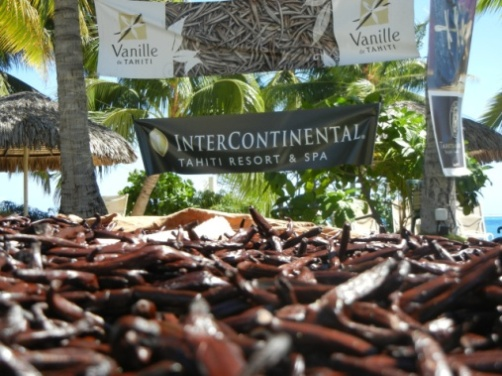 Vanille
de TAHITI
Vanille
de TAHITI
INTERCONTINENTAL
TAHITI RESORT & SPA